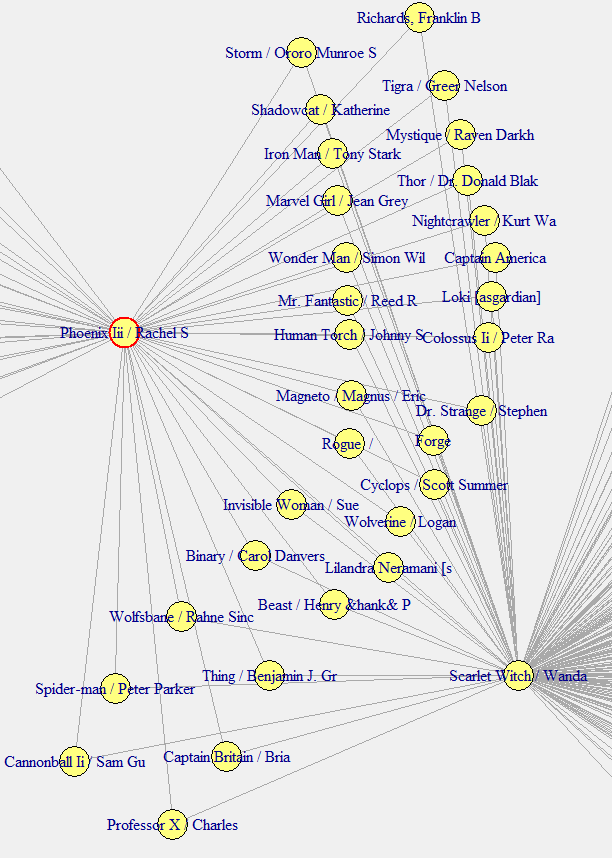 Richards, Franklin B
Storm / Ororo Munroe S
Tigra / Greer Nelson
Shadowcat / Katherine
Mystique / Raven Darkh
Iron Man / Tony Stark
Thor / Dr. Donald Blak
Marvel Girl / Jean Grey
Nightcrawler / Kurt Wa
Wonder Man / Simon Wil
Captain America
Mr. Fantastic / Reed R
Loki [asgardian]
Phoenix Iii / Rachel S
Human Torch / Johnny S
Colossus Ii / Peter Ra
Magneto / Magnus / Eric
Dr. Strange / Stephen
Rogue /
Forge
Cyclops / Scott Summer
Invisible Woman / Sue
Wolverine / Logan
Binary / Carol Danvers
Lilandra Neramani [s
Beast / Henry &hank& P
Wolfsbane / Rahne Sinc
Thing / Benjamin J. Gr
Scarlet Witch / Wanda
Spider-man / Peter Parker
Captain Britain / Bria
Cannonball Ii / Sam Gu
Professor X / Charles